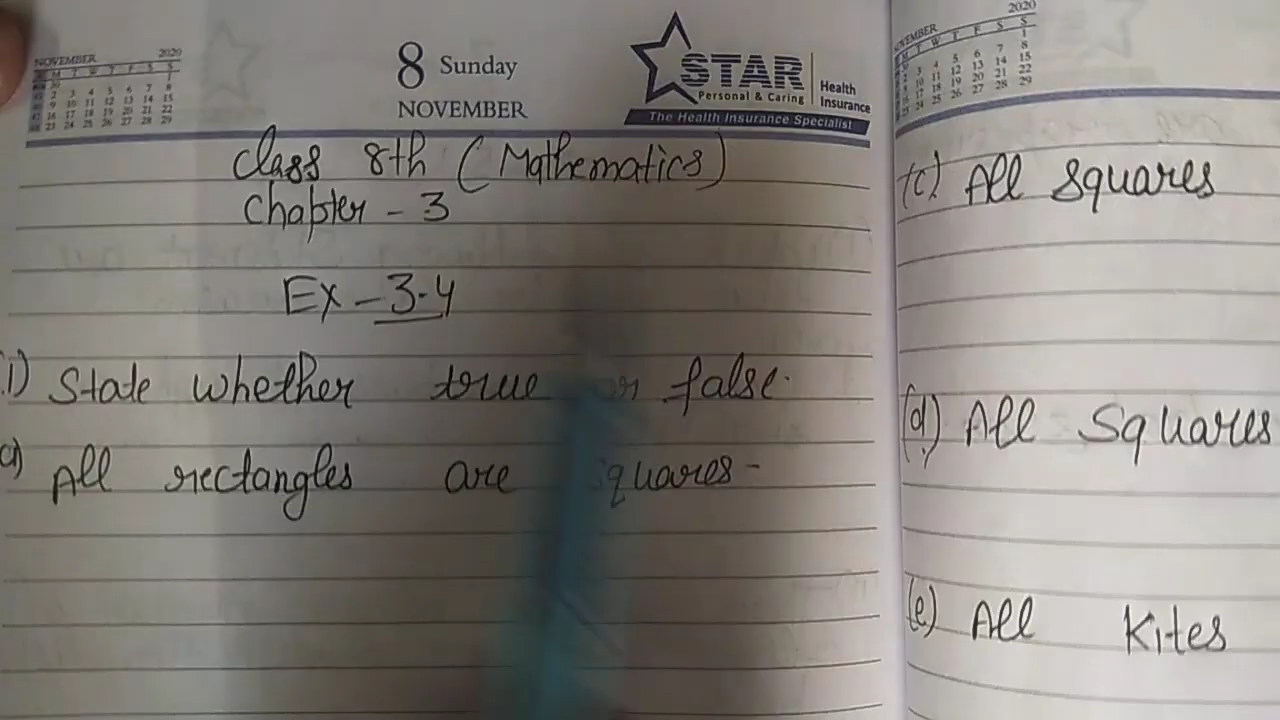 NOVEMBER 2020
8 Sunday
NOVEMBER
STAR Health Insurance
Personal & Caring
The Health Insurance Specialist
Class 8th (Mathematics)
Chapter - 3
Ex - 3.4
1) State whether true or false.
a) All rectangles are squares -
2020
(c) All squares
(d) All Squares
(e) All Kites